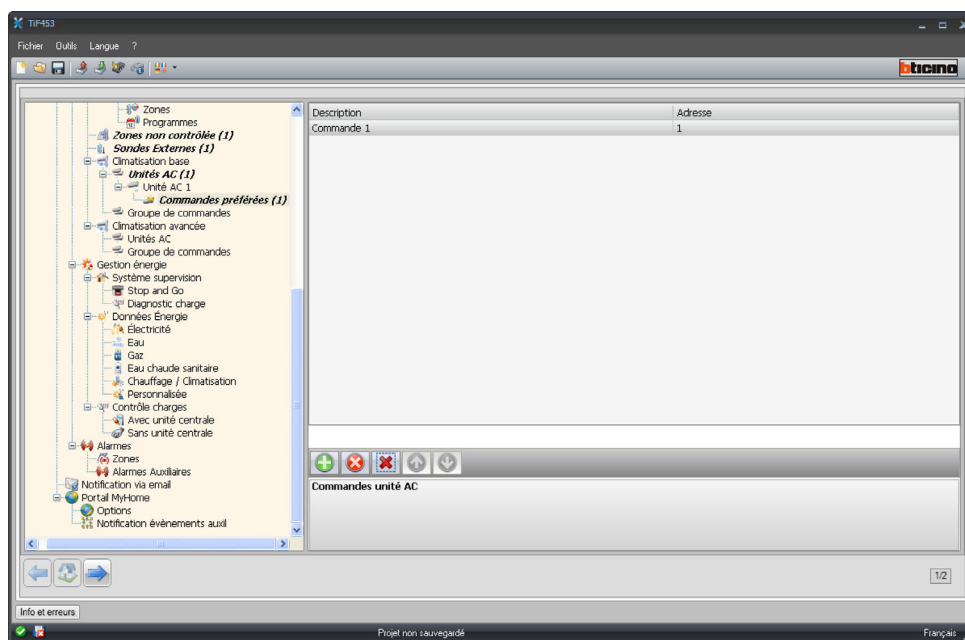 TiF453
Fichier Outils Langue ?
bticino
Zones
Programmes
Zones non contrôlée (1)
Sondes Externes (1)
Climatisation base
Unités AC (1)
Unité AC 1
Commandes préférées (1)
Groupe de commandes
Climatisation avancée
Unités AC
Groupe de commandes
Gestion énergie
Système supervision
Stop and Go
Diagnostic charge
Données Énergie
Électricité
Eau
Gaz
Eau chaude sanitaire
Chauffage / Climatisation
Personnalisée
Contrôle charges
Avec unité centrale
Sans unité centrale
Alarmes
Zones
Alarmes Auxiliaires
Notification via email
Portail MyHome
Options
Notification évènements auxil
Description Adresse
Commande 1 1
Commandes unité AC
1/2
Info et erreurs
Projet non sauvegardé Français